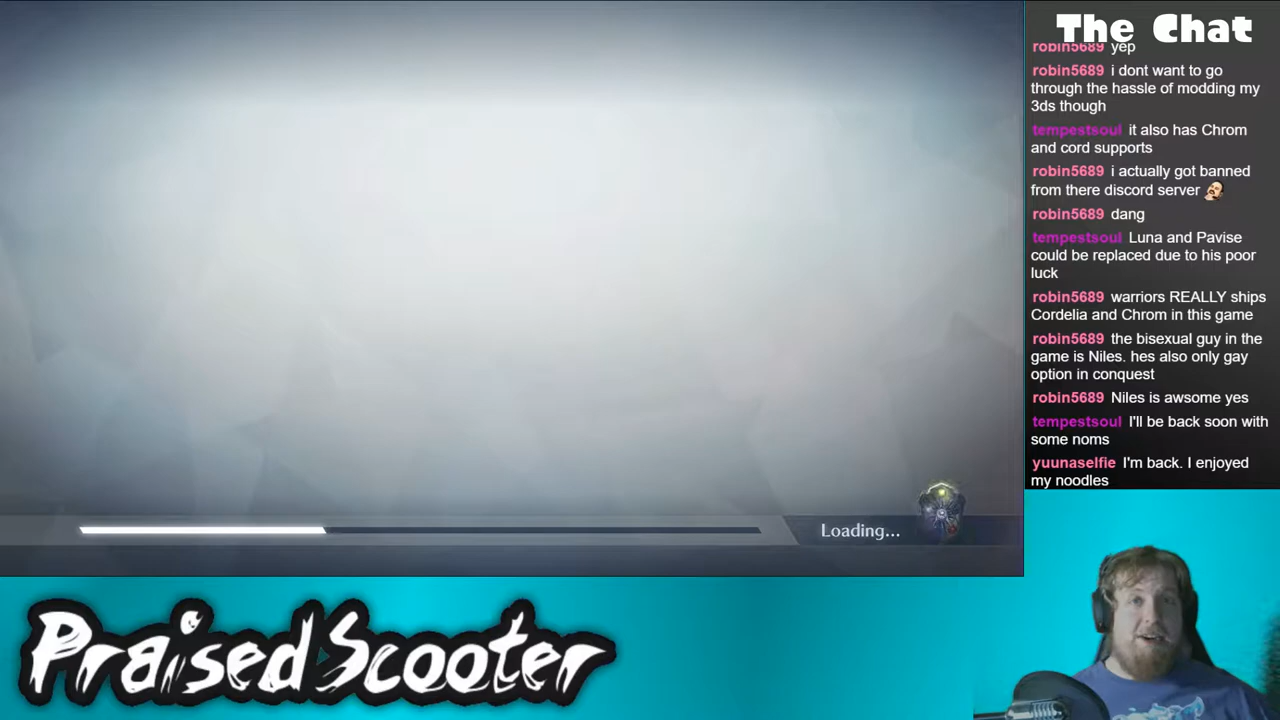 The Chat
robin5689 yep
robin5689 i dont want to go
through the hassle of modding my
3ds though
tempestsoul it also has Chrom
and cord supports
robin5689 i actually got banned
from there discord server
robin5689 dang
tempestsoul Luna and Pavise
could be replaced due to his poor
luck
robin5689 warriors REALLY ships
Cordelia and Chrom in this game
robin5689 the bisexual guy in the
game is Niles. hes also only gay
option in conquest
robin5689 Niles is awsome yes
tempestsoul I'll be back soon with
some noms
yuunaselfie I'm back. I enjoyed
my noodles
Loading...
PraisedScooter